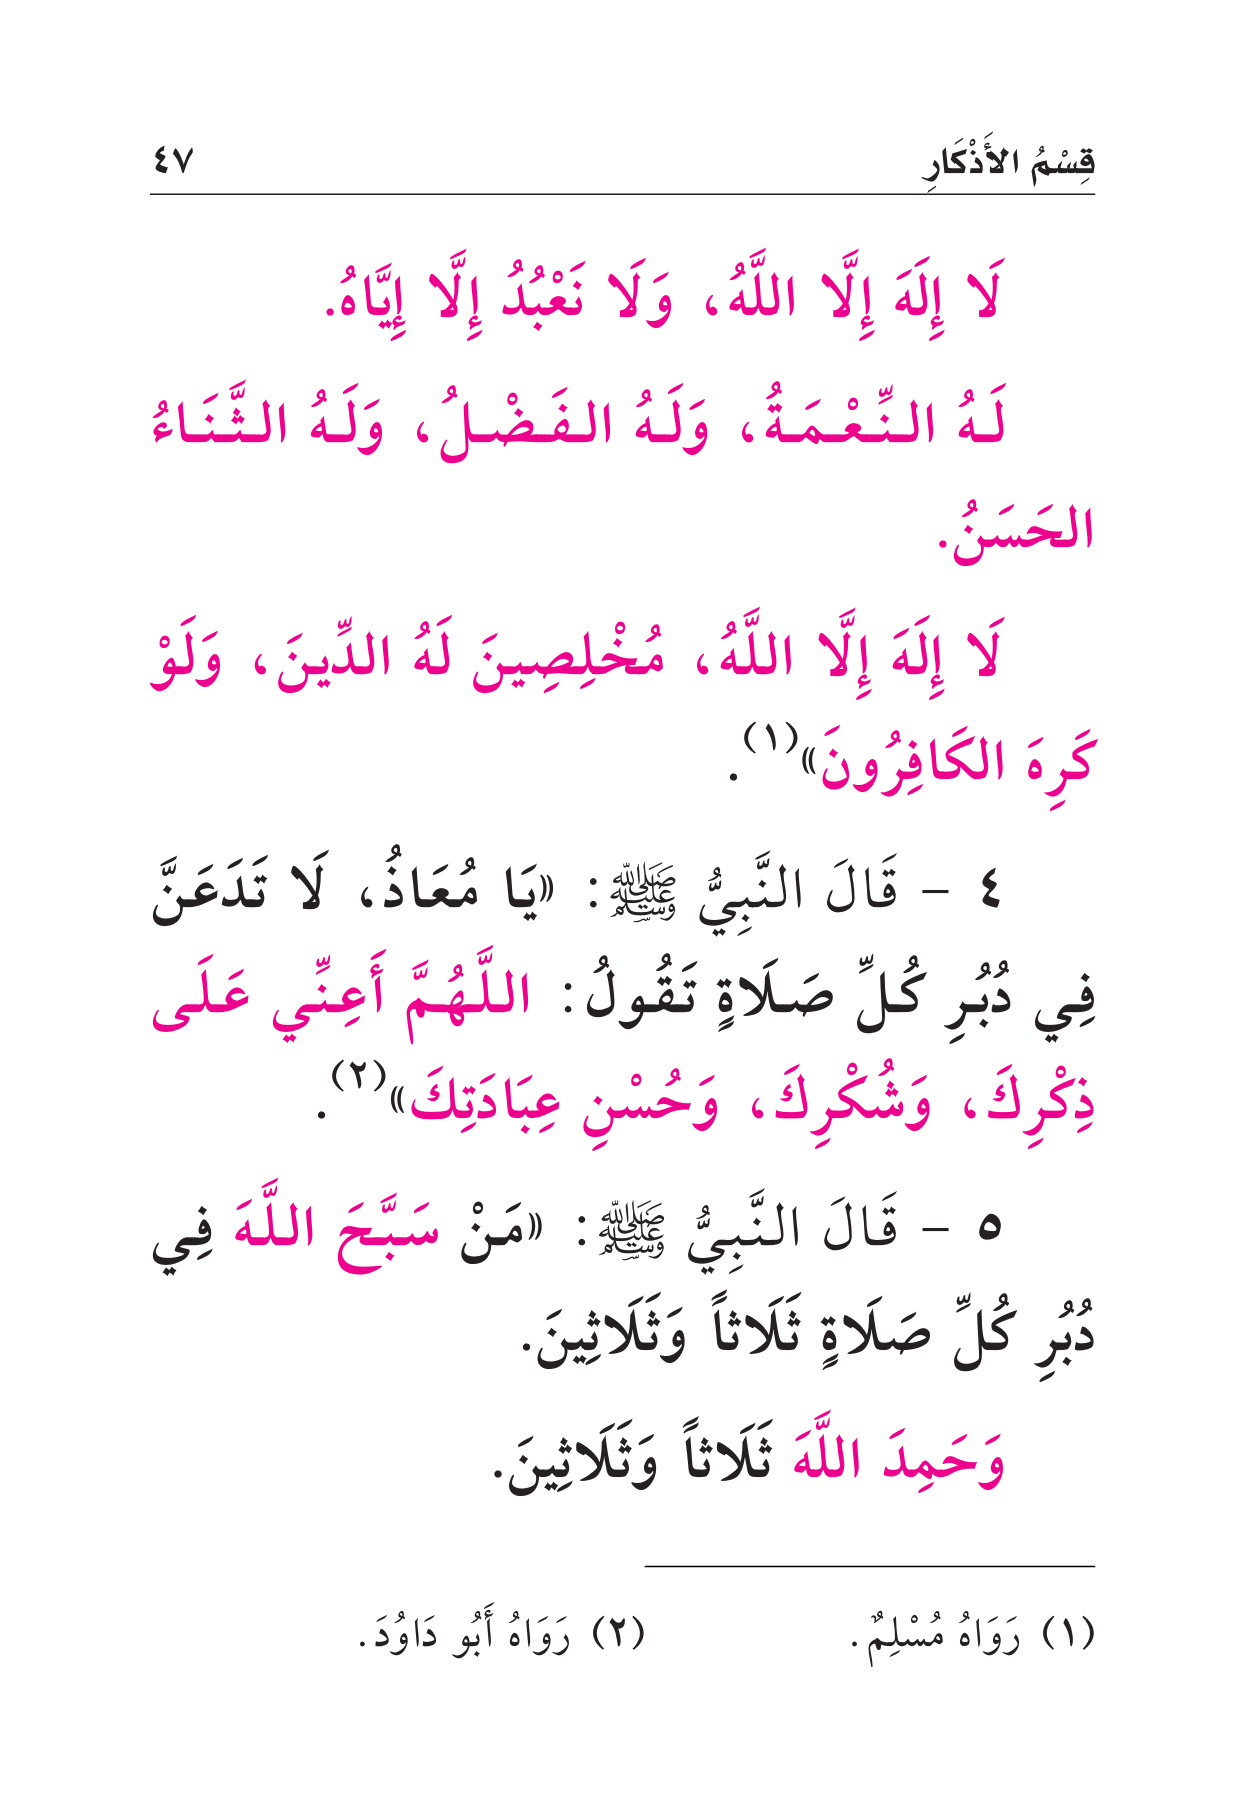 قِسْمُ الأَذْكَارِ ٤٧
لَا إِلَهَ إِلَّا اللَّهُ، وَلَا نَعْبُدُ إِلَّا إِيَّاهُ.
لَهُ النِّعْمَةُ، وَلَهُ الفَضْلُ، وَلَهُ الثَّنَاءُ
الحَسَنُ.
لَا إِلَهَ إِلَّا اللَّهُ، مُخْلِصِينَ لَهُ الدِّينَ، وَلَوْ
كَرِهَ الكَافِرُونَ»(١).
٤ - قَالَ النَّبِيُّ ﷺ: «يَا مُعَاذُ، لَا تَدَعَنَّ
فِي دُبُرِ كُلِّ صَلَاةٍ تَقُولُ: اللَّهُمَّ أَعِنِّي عَلَى
ذِكْرِكَ، وَشُكْرِكَ، وَحُسْنِ عِبَادَتِكَ»(٢).
٥ - قَالَ النَّبِيُّ ﷺ: «مَنْ سَبَّحَ اللَّهَ فِي
دُبُرِ كُلِّ صَلَاةٍ ثَلَاثاً وَثَلَاثِينَ.
وَحَمِدَ اللَّهَ ثَلَاثاً وَثَلَاثِينَ.
(١) رَوَاهُ مُسْلِمٌ. (٢) رَوَاهُ أَبُو دَاوُدَ.